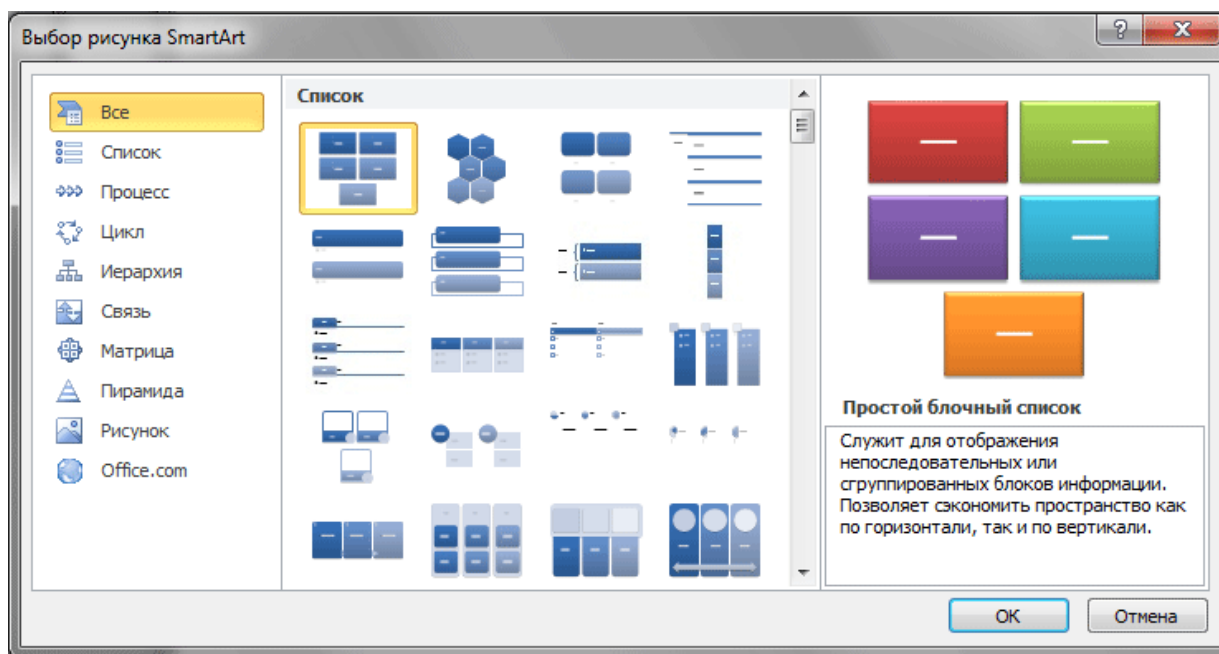 Выбор рисунка SmartArt
Все
Список
Процесс
Цикл
Иерархия
Связь
Матрица
Пирамида
Рисунок
Office.com
Список
Простой блочный список
Служит для отображения
непоследовательных или
сгруппированных блоков информации.
Позволяет сэкономить пространство как
по горизонтали, так и по вертикали.
ОК
Отмена